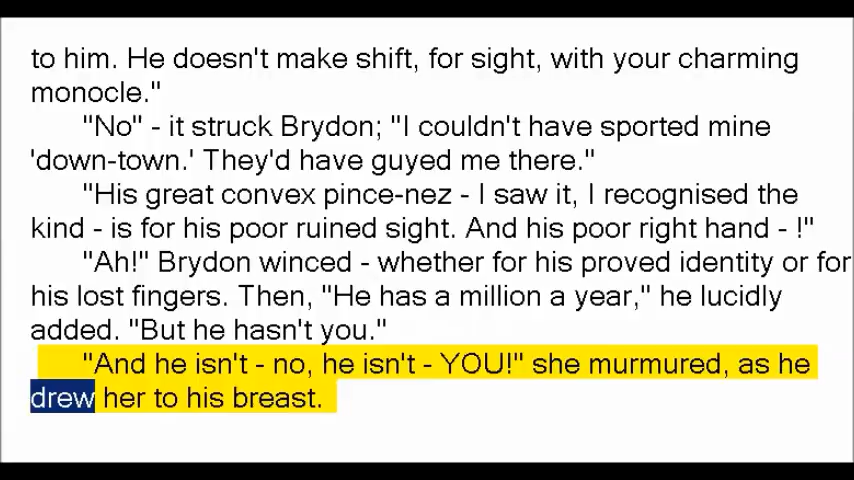 to him. He doesn't make shift, for sight, with your charming
monocle."
"No" - it struck Brydon; "I couldn't have sported mine
'down-town.' They'd have guyed me there."
"His great convex pince-nez - I saw it, I recognised the
kind - is for his poor ruined sight. And his poor right hand - !"
"Ah!" Brydon winced - whether for his proved identity or for
his lost fingers. Then, "He has a million a year," he lucidly
added. "But he hasn't you."
"And he isn't - no, he isn't - YOU!" she murmured, as he
drew her to his breast.